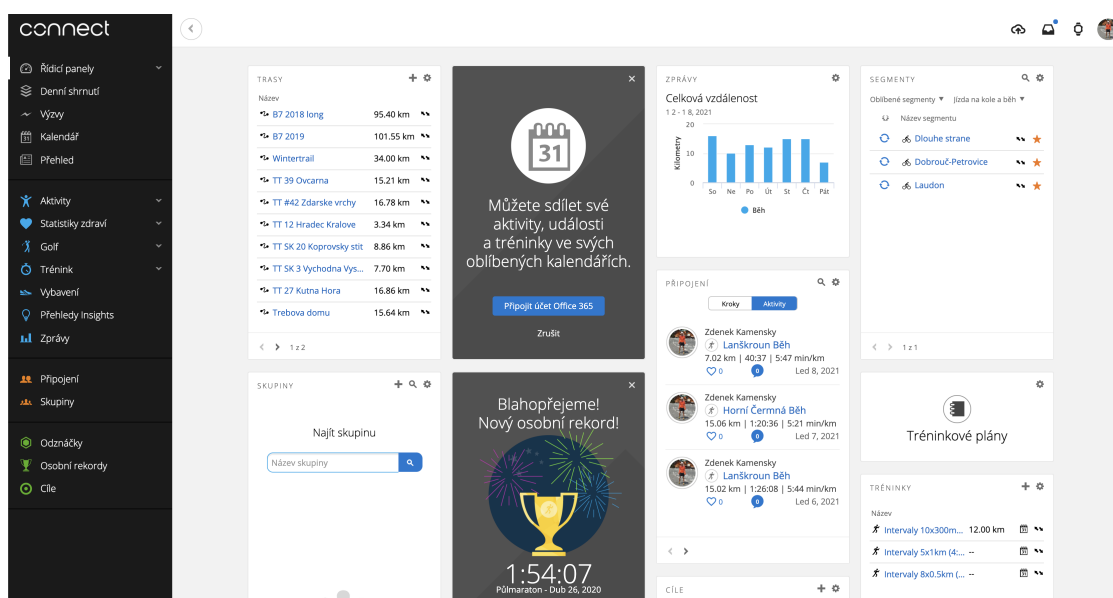 connect
Řídicí panely
Denní shrnutí
Výzvy
Kalendář
Přehled
Aktivity
Statistiky zdraví
Golf
Trénink
Vybavení
Přehledy Insights
Zprávy
Připojení
Skupiny
Odznáčky
Osobní rekordy
Cíle
TRASY
Název
B7 2018 long 95.40 km
B7 2019 101.55 km
Wintertrail 34.00 km
TT 39 Ovcarna 15.21 km
TT #42 Zdarske vrchy 16.78 km
TT 12 Hradec Kralove 3.34 km
TT SK 20 Koprovsky stit 8.86 km
TT SK 3 Vychodna Vys... 7.70 km
TT 27 Kutna Hora 16.86 km
Trebova domu 15.64 km
1 z 2
SKUPINY
Najít skupinu
Název skupiny
31
Můžete sdílet své
aktivity, události
a tréninky ve svých
oblíbených kalendářích.
Připojit účet Office 365
Zrušit
Blahopřejeme!
Nový osobní rekord!
1:54:07
Půlmaraton - Dub 26, 2020
ZPRÁVY
Celková vzdálenost
1 2 - 1 8, 2021
Kilometry
20
10
0
So Ne Po Út St Čt Pát
Běh
PŘIPOJENÍ
Kroky Aktivity
Zdenek Kamensky
Lanškroun Běh
7.02 km | 40:37 | 5:47 min/km
0 0 Led 8, 2021
Zdenek Kamensky
Horní Čermná Běh
15.06 km | 1:20:36 | 5:21 min/km
0 0 Led 7, 2021
Zdenek Kamensky
Lanškroun Běh
15.02 km | 1:26:08 | 5:44 min/km
0 0 Led 6, 2021
CÍLE
SEGMENTY
Oblíbené segmenty Jízda na kole a běh
Název segmentu
Dlouhe strane
Dobrouč-Petrovice
Laudon
1 z 1
Tréninkové plány
TRÉNINKY
Název
Intervaly 10x300m... 12.00 km
Intervaly 5x1km (4:... --
Intervaly 8x0.5km (... --